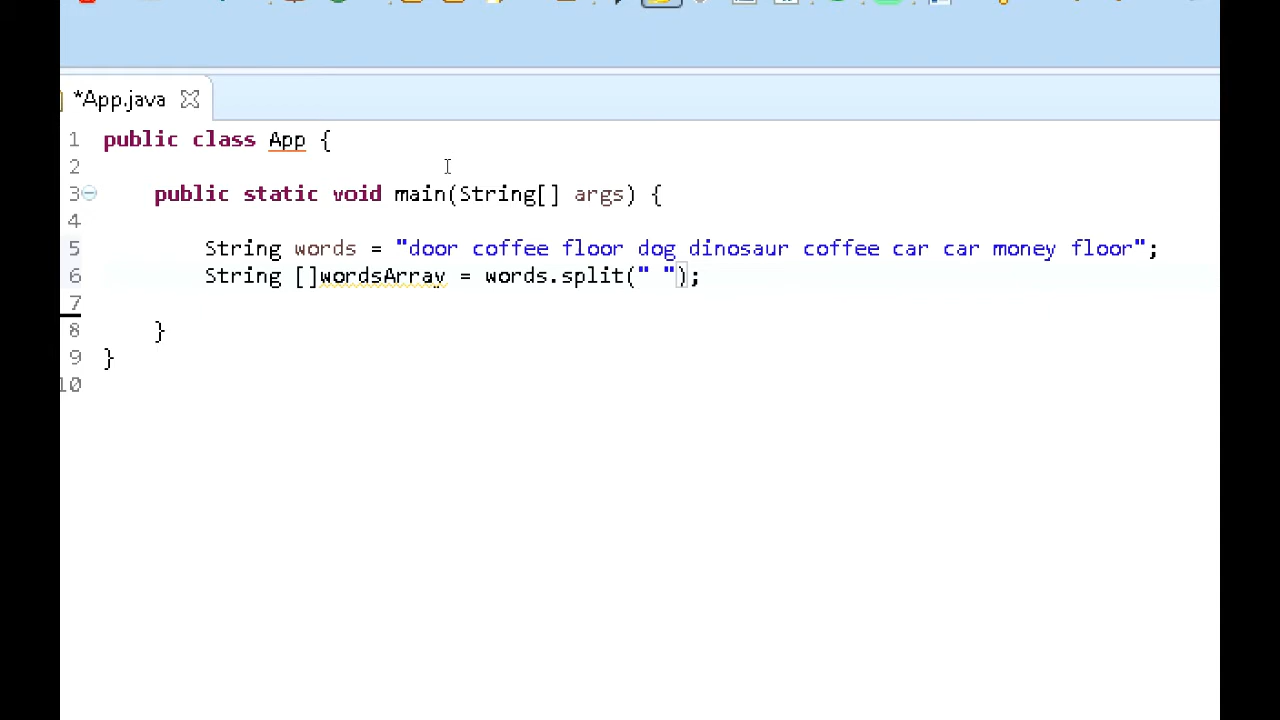 *App.java
1 public class App {
2
3 public static void main(String[] args) {
4
5 String words = "door coffee floor dog dinosaur coffee car car money floor";
6 String []wordsArray = words.split(" ");
7
8 }
9 }
10